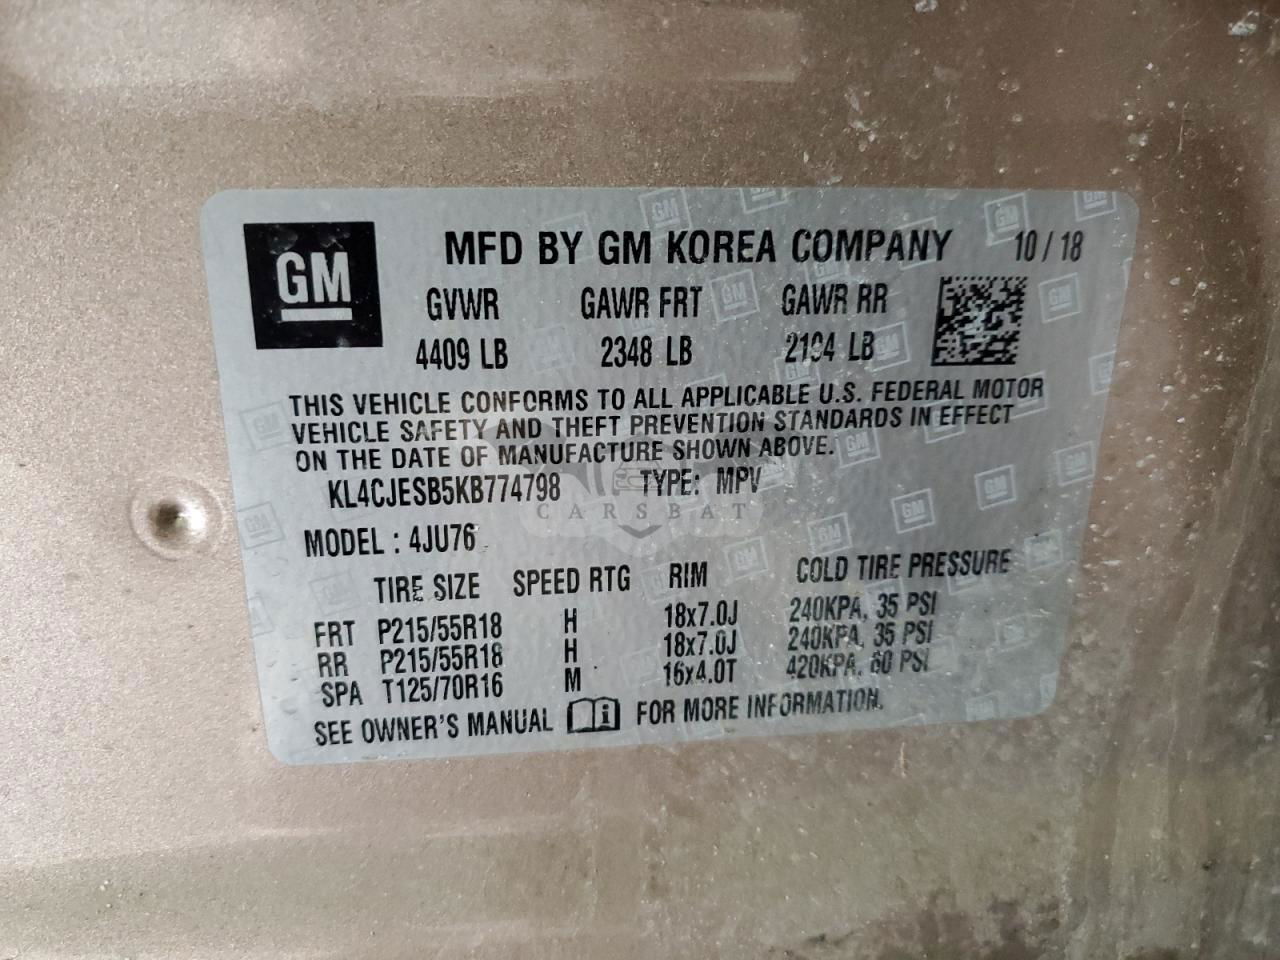 GM
MFD BY GM KOREA COMPANY 10 / 18
GVWR GAWR FRT GAWR RR
4409 LB 2348 LB 2194 LB
THIS VEHICLE CONFORMS TO ALL APPLICABLE U.S. FEDERAL MOTOR
VEHICLE SAFETY AND THEFT PREVENTION STANDARDS IN EFFECT
ON THE DATE OF MANUFACTURE SHOWN ABOVE.
KL4CJESB5KB774798 TYPE: MPV
CARSBAT
MODEL : 4JU76
TIRE SIZE SPEED RTG RIM COLD TIRE PRESSURE
FRT P215/55R18 H 18x7.0J 240KPA, 35 PSI
RR P215/55R18 H 18x7.0J 240KPA, 35 PSI
SPA T125/70R16 M 16x4.0T 420KPA, 60 PSI
SEE OWNER'S MANUAL i FOR MORE INFORMATION.